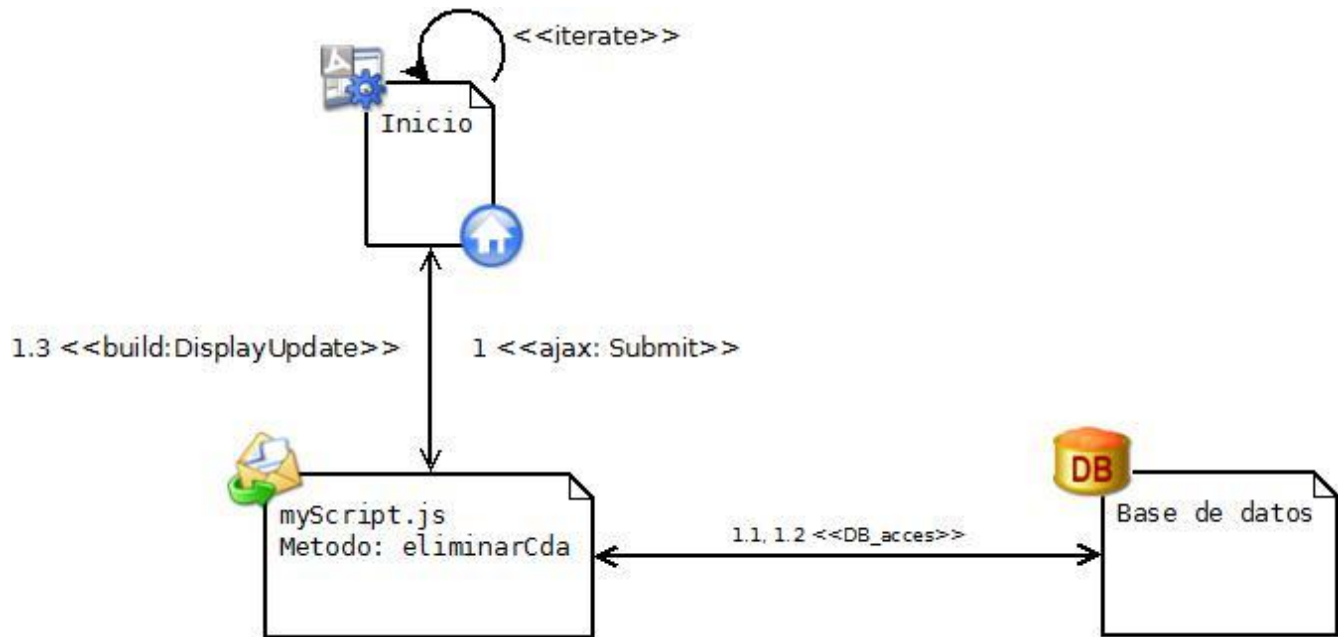 <<iterate>>
Inicio
1.3 <<build:DisplayUpdate>>
1 <<ajax: Submit>>
DB
myScript.js
Metodo: eliminarCda
1.1, 1.2 <<DB_acces>>
Base de datos